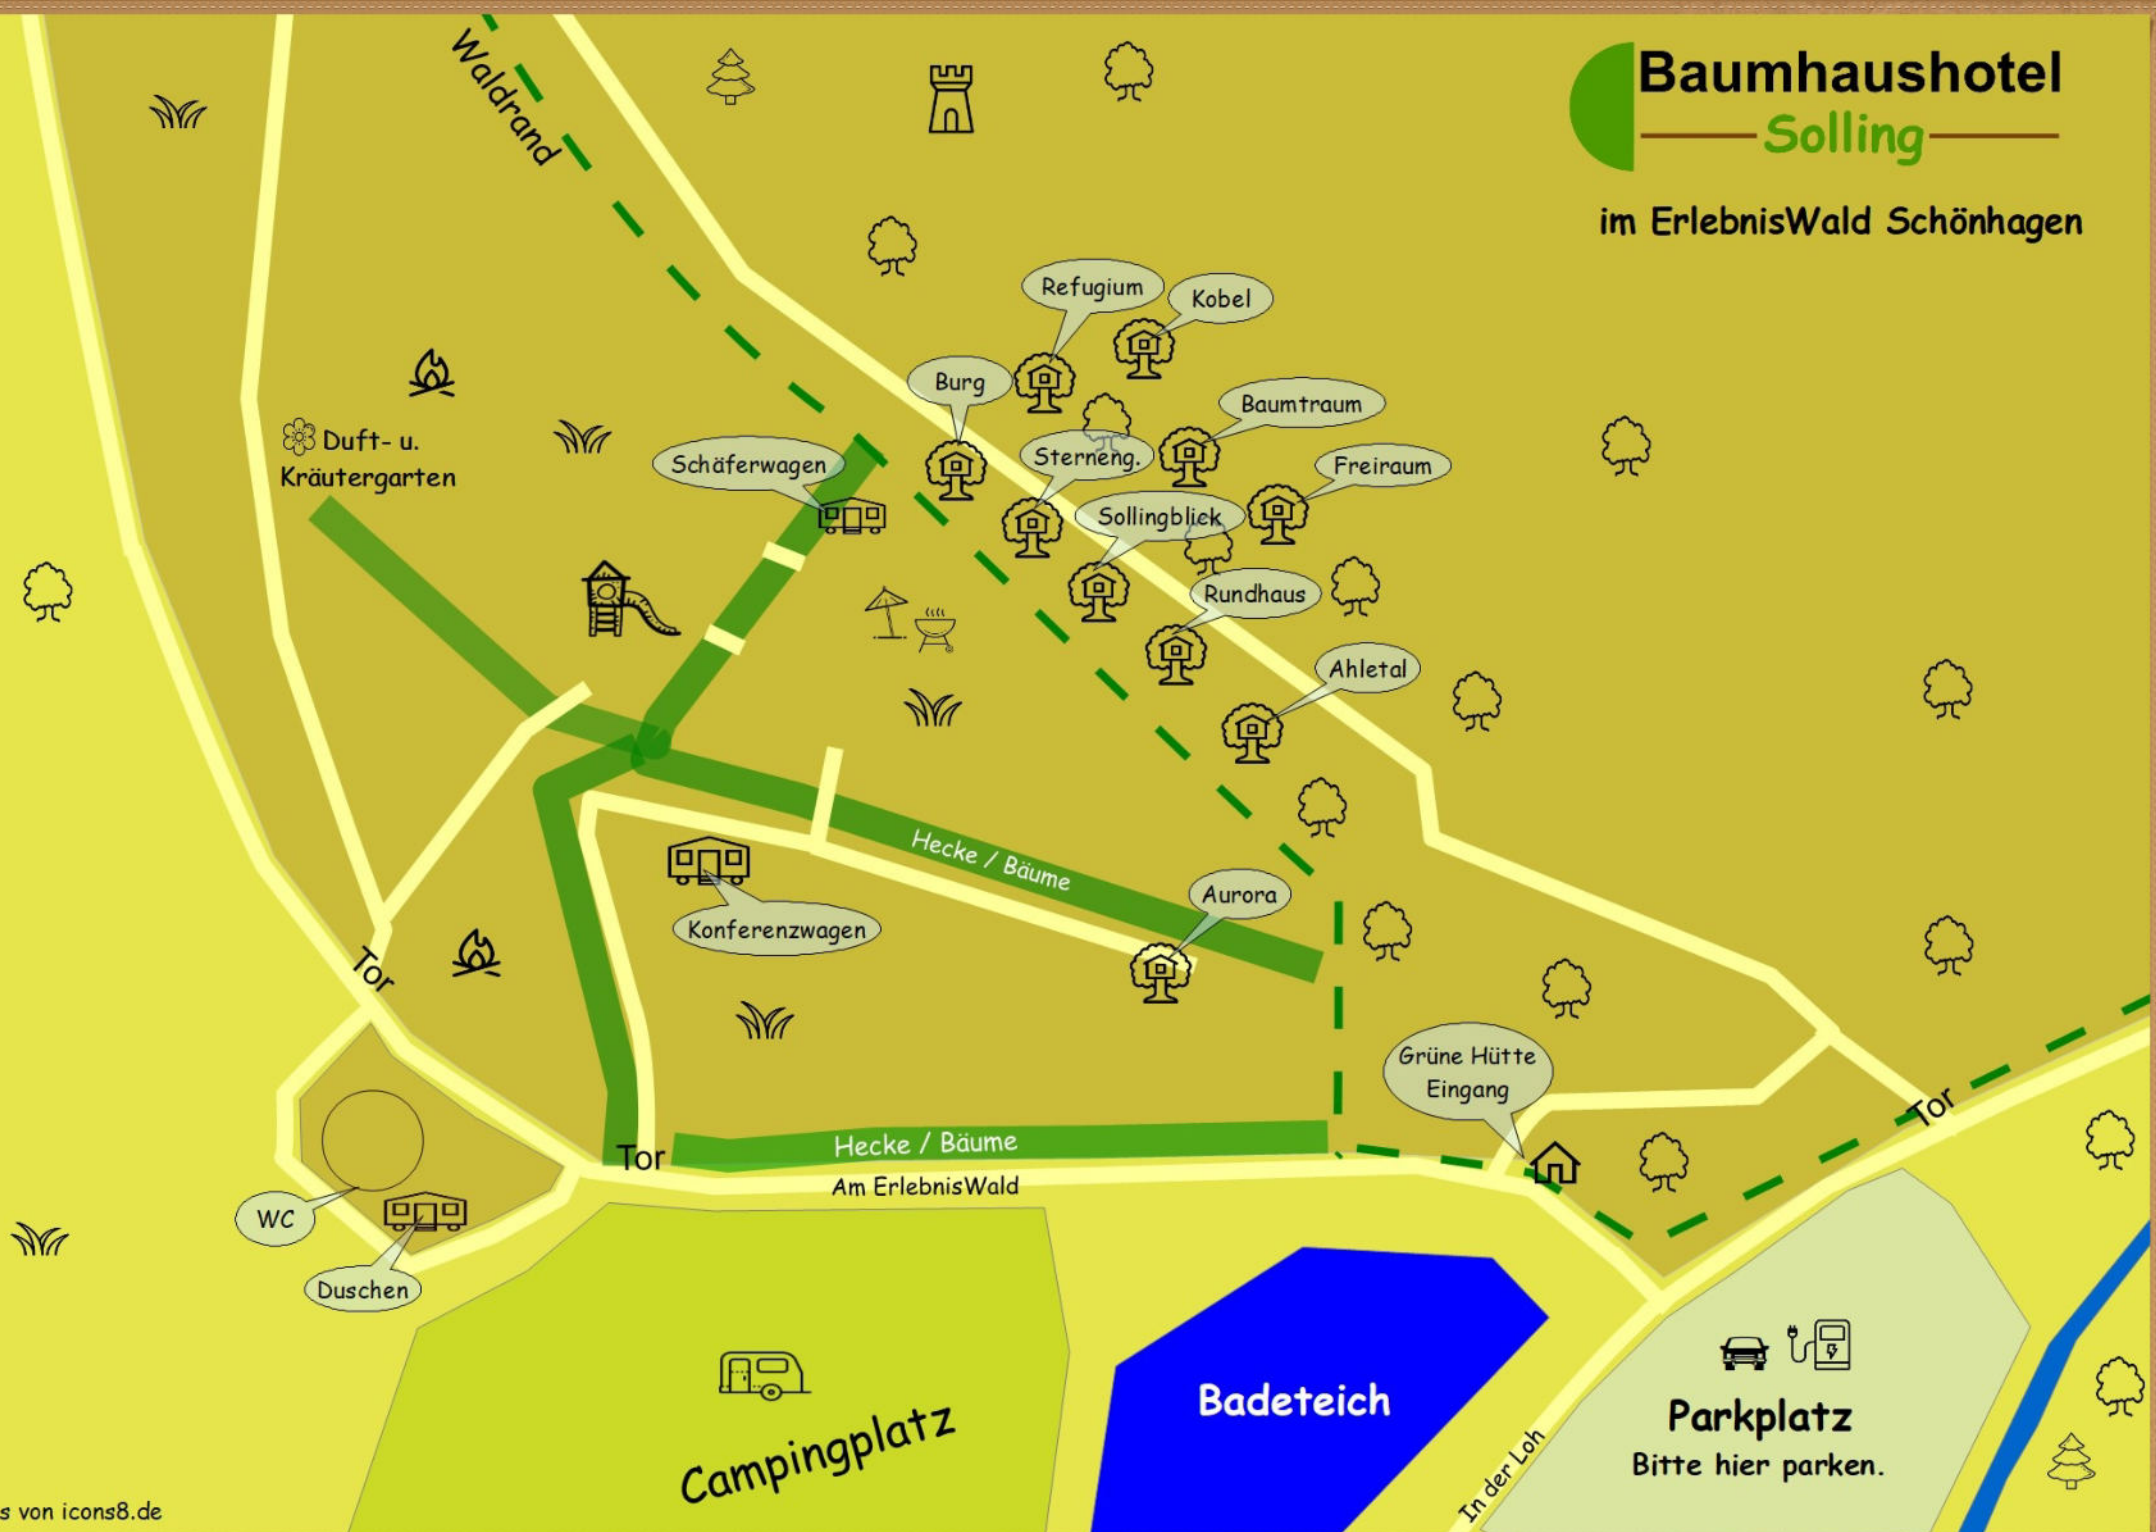 Baumhaushotel
Solling
im ErlebnisWald Schönhagen
Waldrand
Refugium
Kobel
Burg
Baumtraum
Sterneng.
Freiraum
Schäferwagen
Sollingblick
Duft- u.
Kräutergarten
Rundhaus
Ahletal
Hecke / Bäume
Aurora
Konferenzwagen
Tor
Grüne Hütte
Eingang
Tor
Tor
Hecke / Bäume
Am ErlebnisWald
WC
Duschen
Campingplatz
Badeteich
In der Loh
Parkplatz
Bitte hier parken.
s von icons8.de